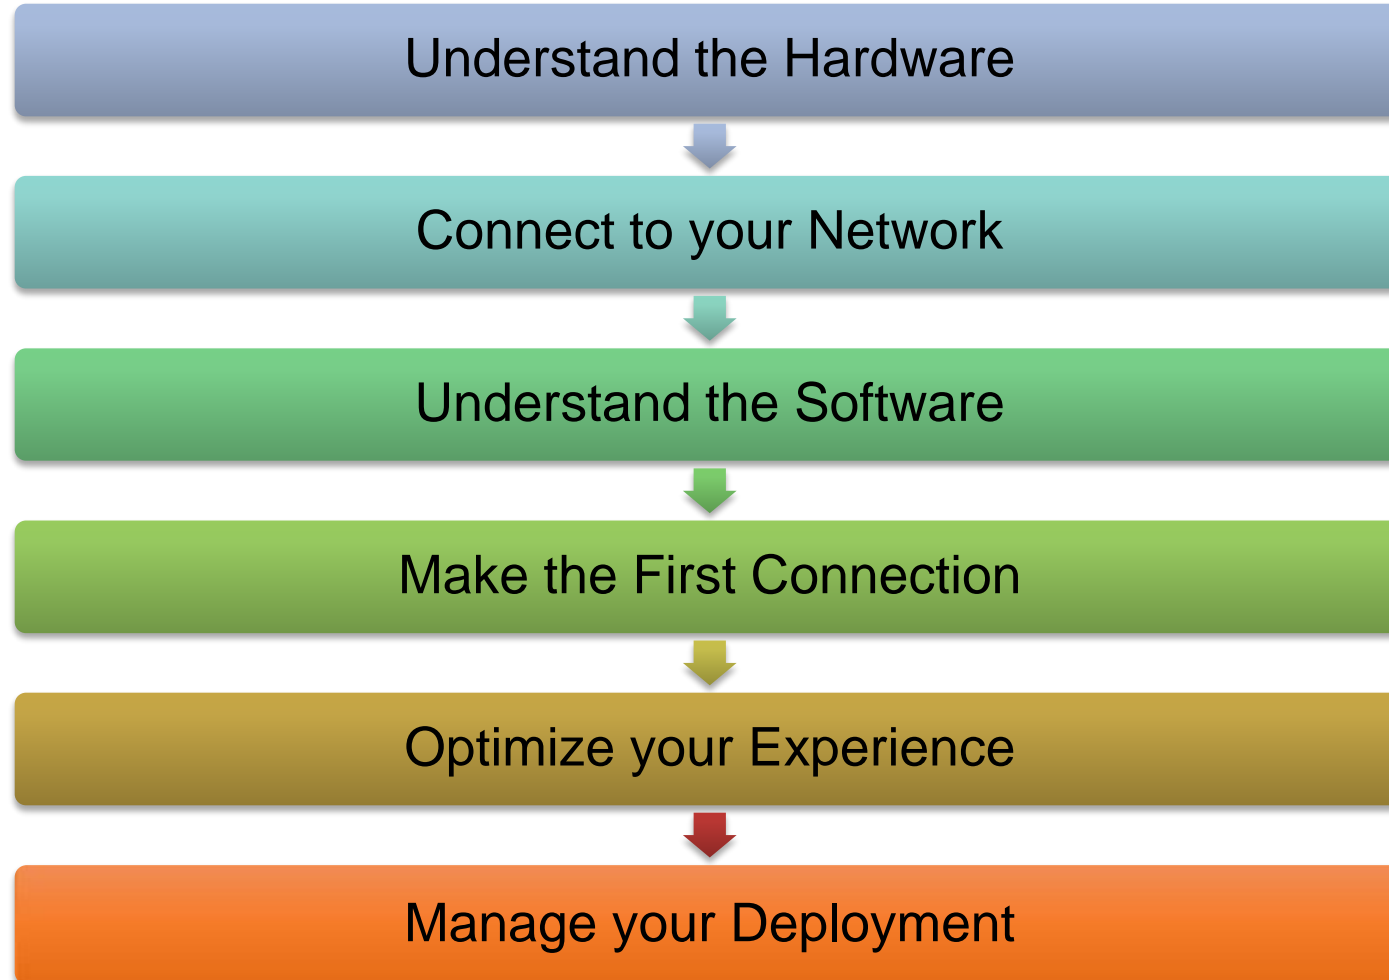 Understand the Hardware
Connect to your Network
Understand the Software
Make the First Connection
Optimize your Experience
Manage your Deployment